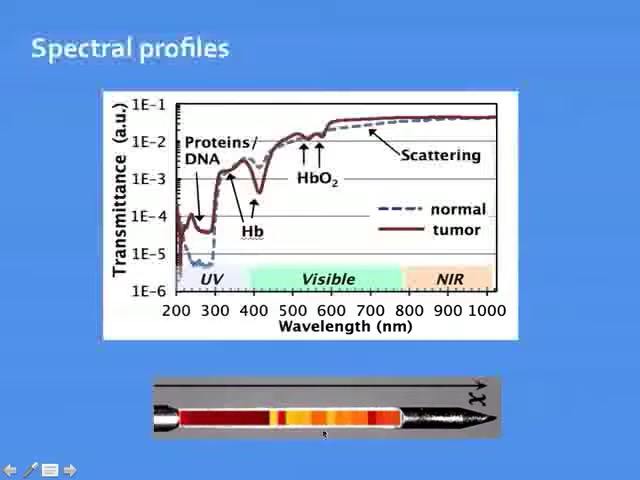 Spectral profiles
Transmittance (a.u.)
1E-1
1E-2
1E-3
1E-4
1E-5
1E-6
Proteins/
DNA
Hb
HbO2
Scattering
normal
tumor
UV
Visible
NIR
200 300 400 500 600 700 800 900 1000
Wavelength (nm)
x